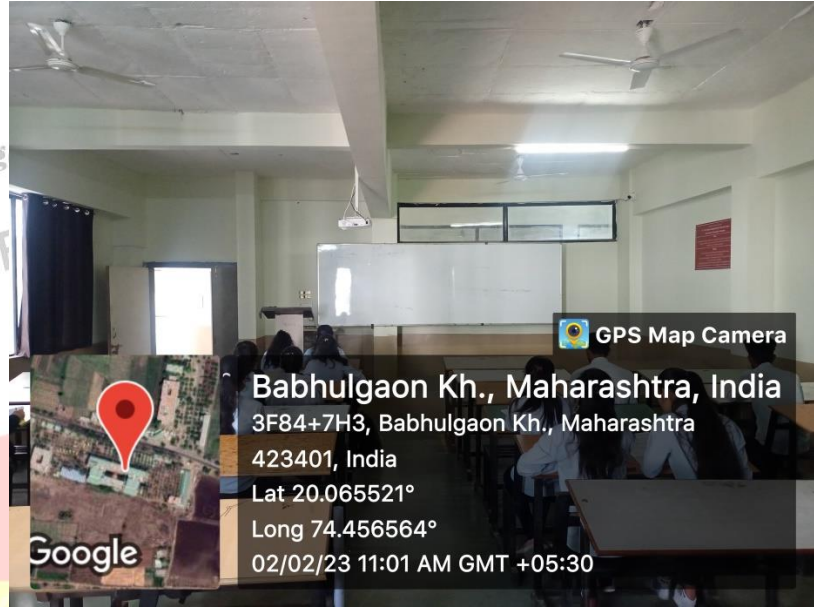 GPS Map Camera
Babhulgaon Kh., Maharashtra, India
3F84+7H3, Babhulgaon Kh., Maharashtra
423401, India
Lat 20.065521°
Long 74.456564°
02/02/23 11:01 AM GMT +05:30
Google